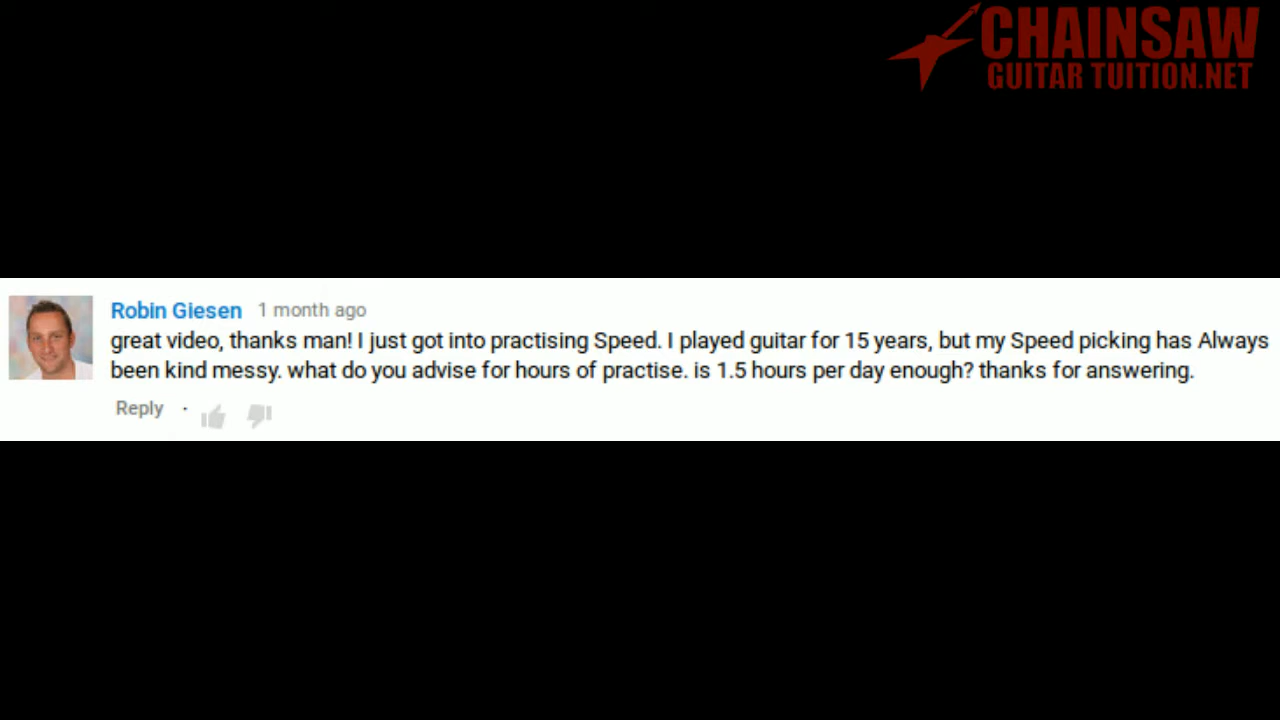 CHAINSAW
GUITAR TUITION.NET
Robin Giesen 1 month ago
great video, thanks man! I just got into practising Speed. I played guitar for 15 years, but my Speed picking has Always
been kind messy. what do you advise for hours of practise. is 1.5 hours per day enough? thanks for answering.
Reply ·